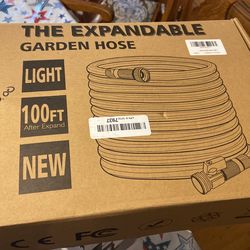 THE EXPANDABLE
GARDEN HOSE
LIGHT
100FT
After Expand
NEW